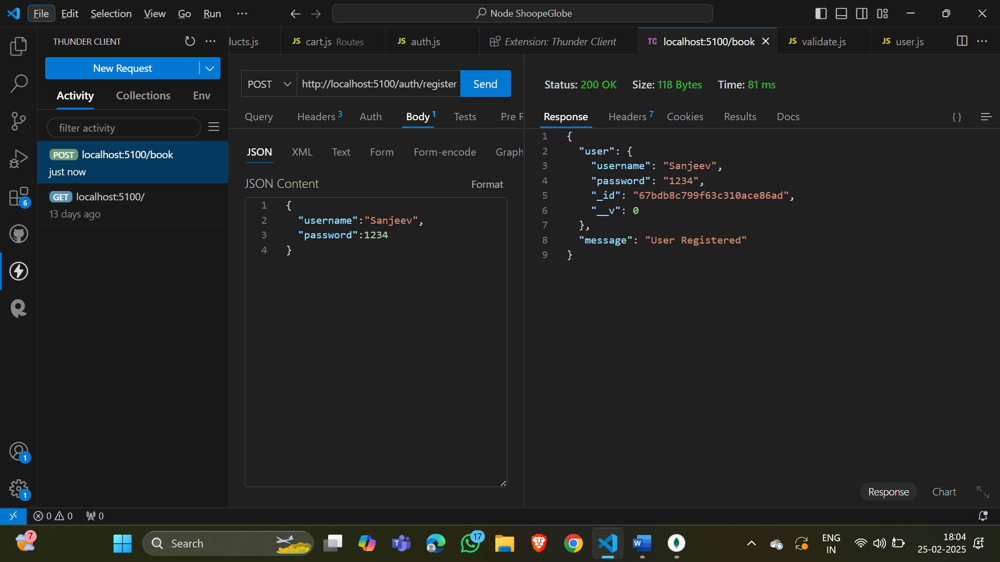 File Edit Selection View Go Run ···
Node ShoopeGlobe
THUNDER CLIENT
ducts.js
JS cart.js Routes
JS auth.js
Extension: Thunder Client
TC localhost:5100/book
JS validate.js
JS user.js
New Request
Activity Collections Env
filter activity
POST localhost:5100/book
just now
GET localhost:5100/
13 days ago
6
1
1
POST http://localhost:5100/auth/register Send
Query Headers 3 Auth Body 1 Tests Pre R
JSON XML Text Form Form-encode Graph
JSON Content Format
1 {
2 "username":"Sanjeev",
3 "password":1234
4 }
Status: 200 OK Size: 118 Bytes Time: 81 ms
Response Headers 7 Cookies Results Docs { }
1 {
2 "user": {
3 "username": "Sanjeev",
4 "password": "1234",
5 "_id": "67bdb8c799f63c310ace86ad",
6 "__v": 0
7 },
8 "message": "User Registered"
9 }
Response Chart
0 0 0
7
Search
17
ENG
IN
18:04
25-02-2025